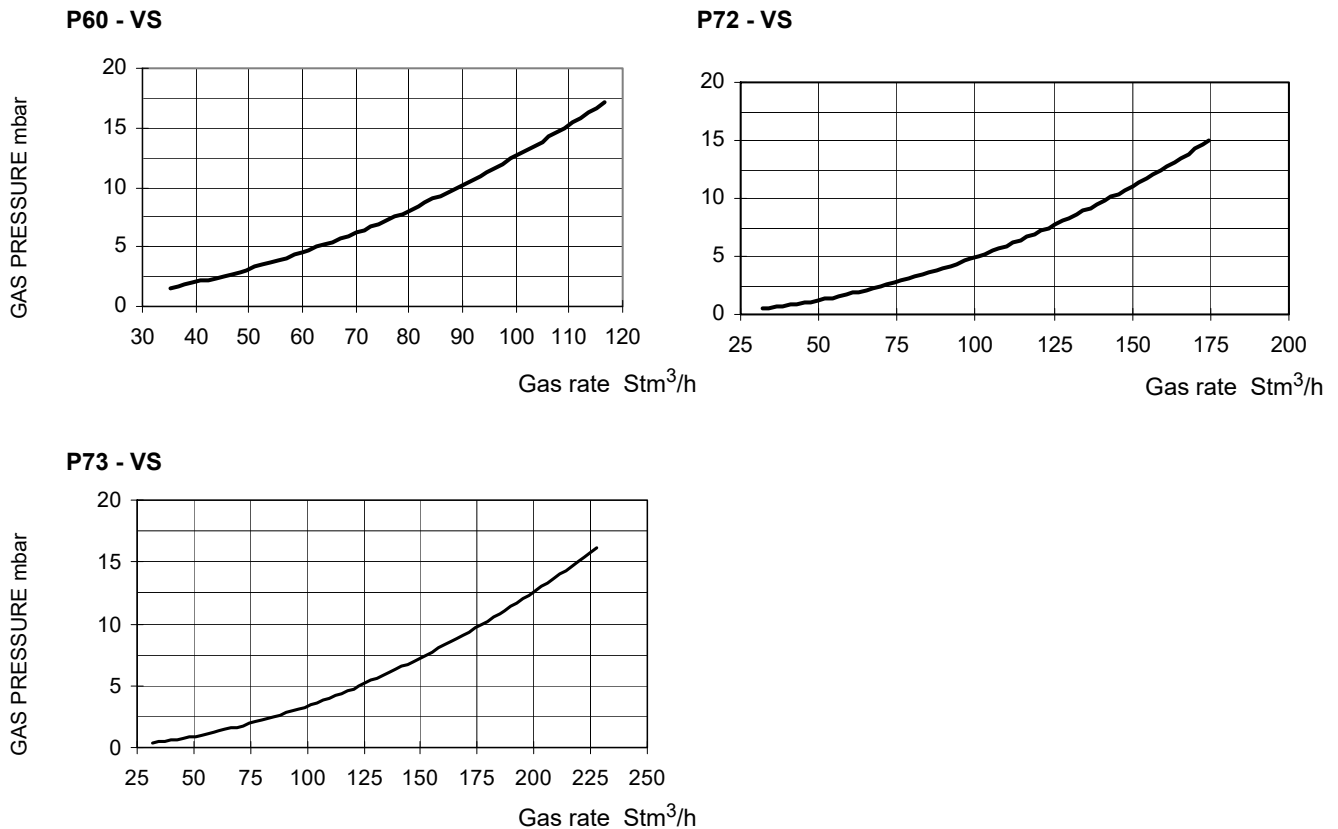 P60 - VS
GAS PRESSURE mbar
20
15
10
5
0
30 40 50 60 70 80 90 100 110 120
Gas rate Stm³/h
P72 - VS
20
15
10
5
0
25 50 75 100 125 150 175 200
Gas rate Stm³/h
P73 - VS
GAS PRESSURE mbar
20
15
10
5
0
25 50 75 100 125 150 175 200 225 250
Gas rate Stm³/h